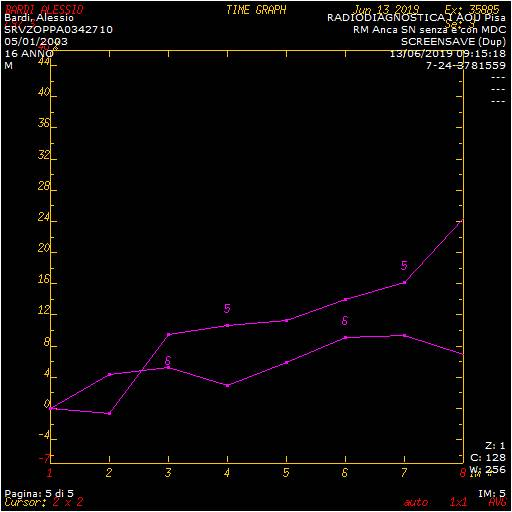 BARDI ALESSIO
TIME GRAPH
Jun 13 2019 Ex: 35885
Bardi, Alessio
SRVZOPPA0342710
05/01/2003
16 ANNO
M
RADIODIAGNOSTICA I AOU Pisa
RM Anca SN senza e con MDC
SCREENSAVE (Dup)
13/06/2019 09:15:18
7-24-3781559
---
---
---
44
40
36
32
28
24
20
16
12
8
4
0
-4
-7
5
5
6
6
1 2 3 4 5 6 7 8 IM #
Z: 1
C: 128
W: 256
Pagina: 5 di 5
IM: 5
Cursor: 2 x 2
auto 1x1 AVG